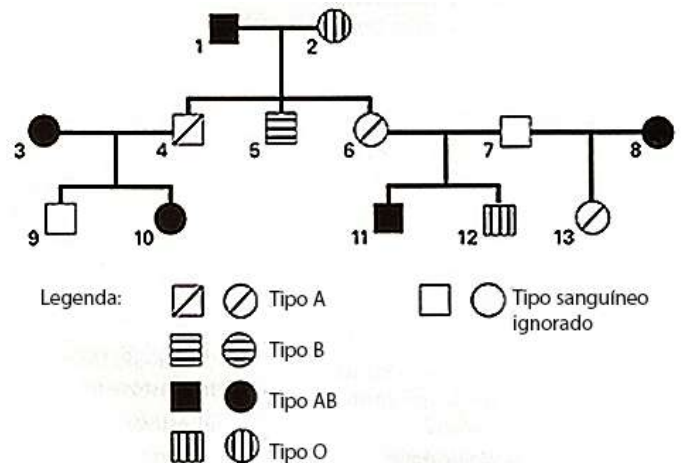 1
2
3
4
5
6
7
8
9
10
11
12
13
Legenda:
Tipo A
Tipo B
Tipo AB
Tipo O
Tipo sanguíneo
ignorado